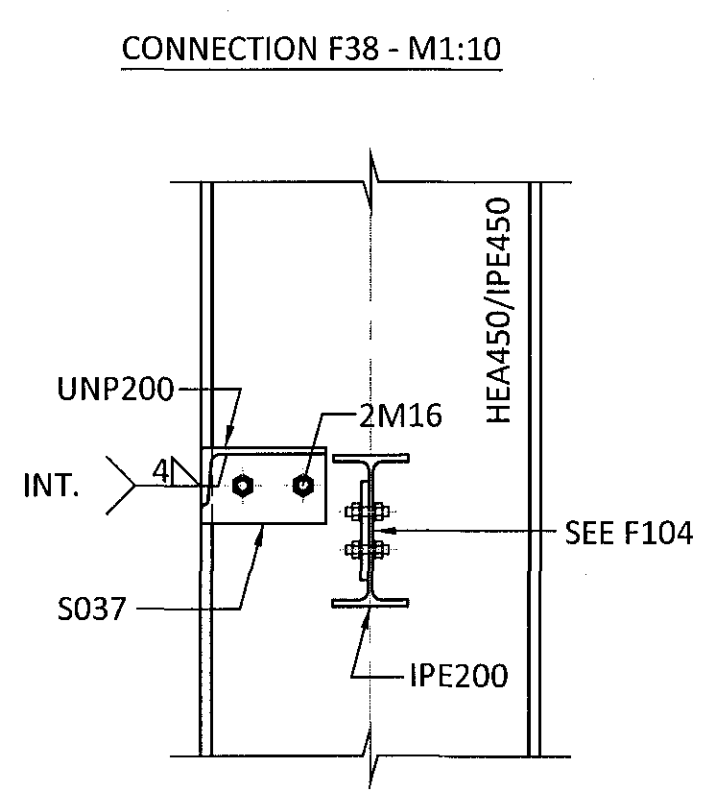 CONNECTION F38 - M1:10
HEA450/IPE450
UNP200
2M16
4
INT.
SEE F104
S037
IPE200